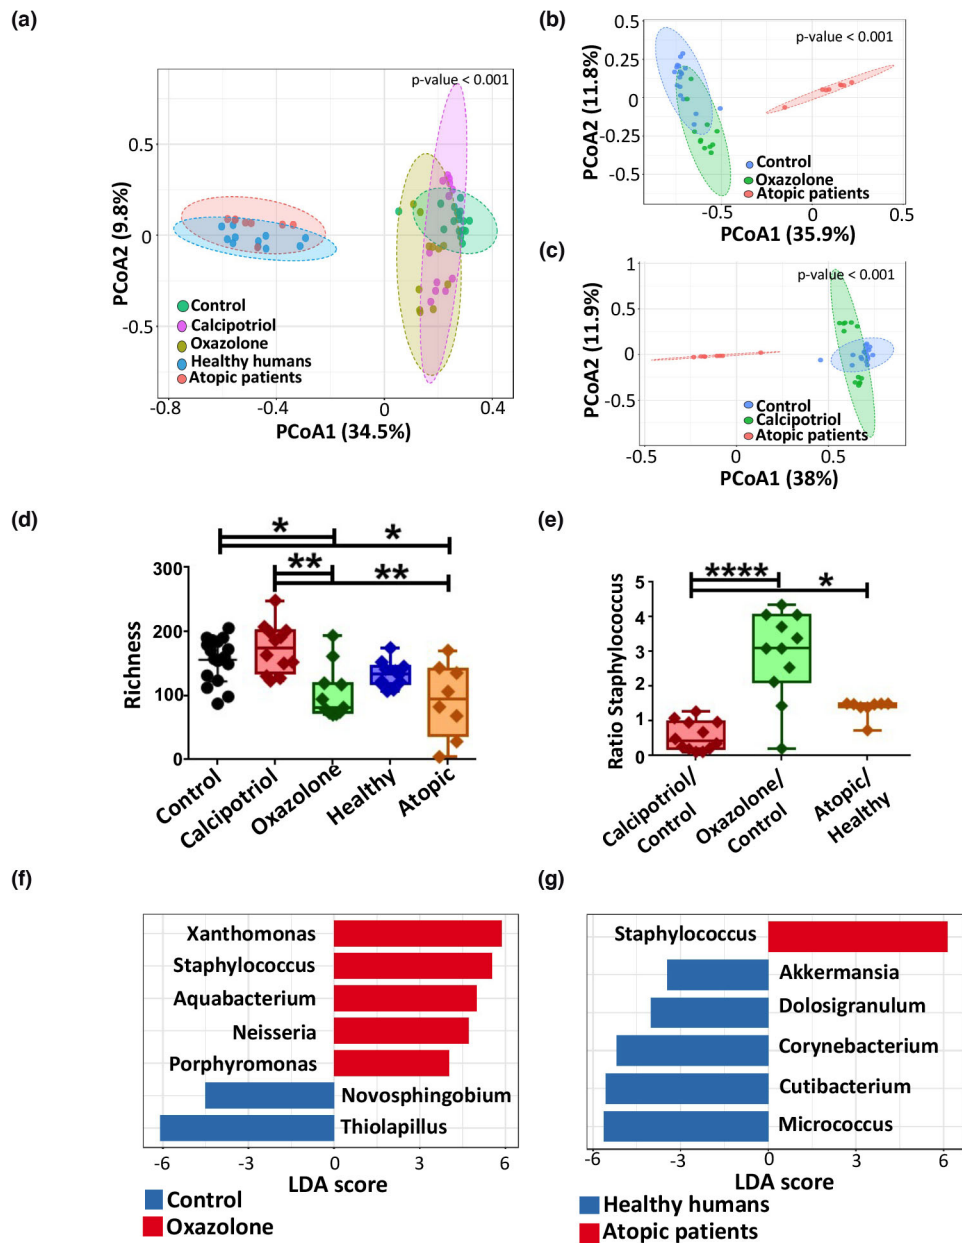 (a)
p-value < 0.001
PCoA2 (9.8%)
0.5
0
-0.5
Control
Calcipotriol
Oxazolone
Healthy humans
Atopic patients
-0.8
-0.4
0
0.4
PCoA1 (34.5%)
(b)
p-value < 0.001
PCoA2 (11.8%)
0.5
0.25
0
-0.25
-0.5
Control
Oxazolone
Atopic patients
-0.5
0
0.5
PCoA1 (35.9%)
(c)
p-value < 0.001
PCoA2 (11.9%)
1
0.5
0
-0.5
-1
Control
Calcipotriol
Atopic patients
-0.5
0
0.5
PCoA1 (38%)
(d)
*
*
**
**
Richness
300
200
100
0
Control
Calcipotriol
Oxazolone
Healthy
Atopic
(e)
****
*
Ratio Staphylococcus
5
4
3
2
1
0
Calcipotriol/
Control
Oxazolone/
Control
Atopic/
Healthy
(f)
Xanthomonas
Staphylococcus
Aquabacterium
Neisseria
Porphyromonas
Novosphingobium
Thiolapillus
-6
-3
0
3
6
LDA score
Control
Oxazolone
(g)
Staphylococcus
Akkermansia
Dolosigranulum
Corynebacterium
Cutibacterium
Micrococcus
-6
-3
0
3
6
LDA score
Healthy humans
Atopic patients